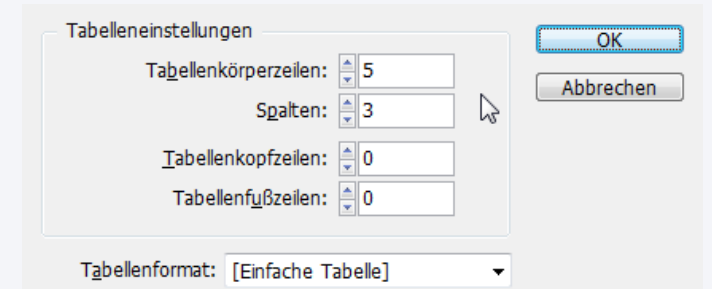 Tabelleneinstellungen
OK
Tabellenkörperzeilen: 5
Abbrechen
Spalten: 3
Tabellenkopfzeilen: 0
Tabellenfußzeilen: 0
Tabellenformat: [Einfache Tabelle]